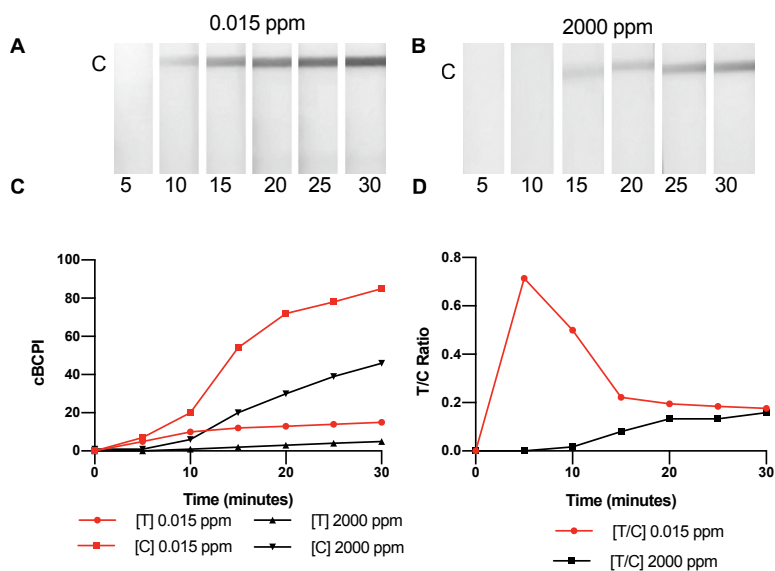 0.015 ppm
2000 ppm
A
B
C
C
5 10 15 20 25 30
5 10 15 20 25 30
C
D
100
80
60
40
20
0
cBCPI
0 10 20 30
Time (minutes)
[T] 0.015 ppm
[T] 2000 ppm
[C] 0.015 ppm
[C] 2000 ppm
0.8
0.6
0.4
0.2
0.0
T/C Ratio
0 10 20 30
Time (minutes)
[T/C] 0.015 ppm
[T/C] 2000 ppm